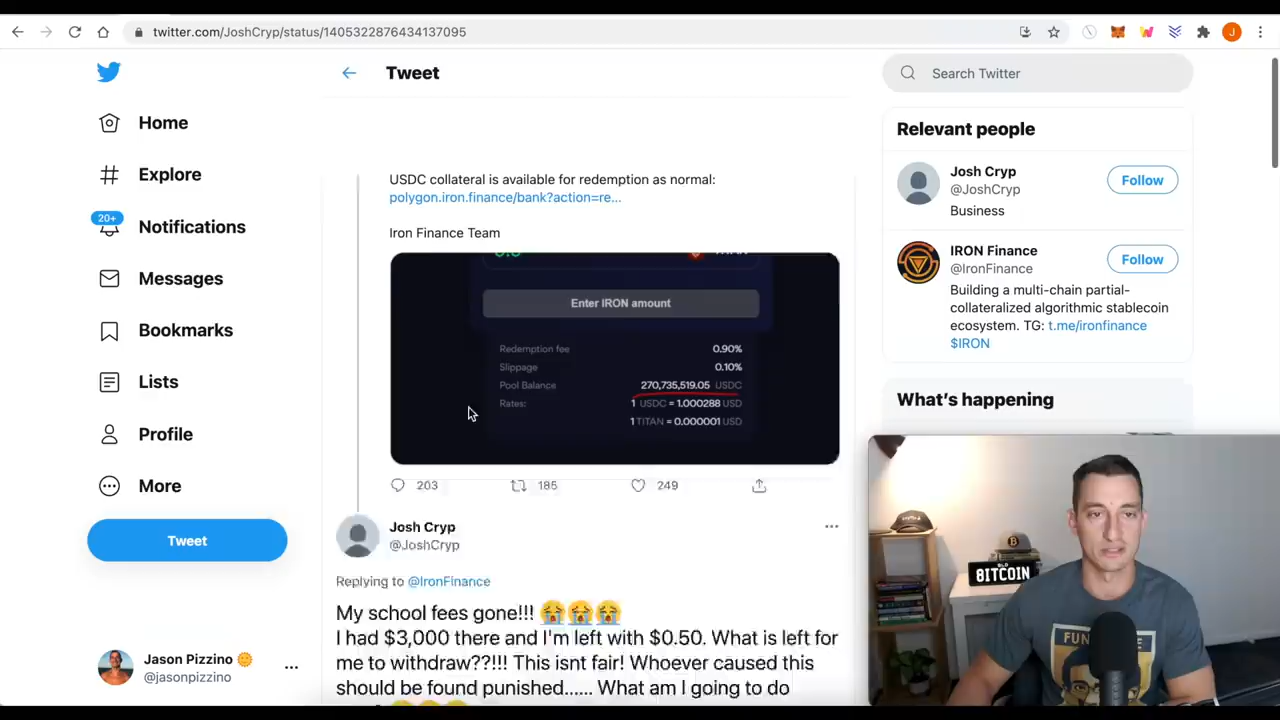 twitter.com/JoshCryp/status/1405322876434137095
J
Tweet
Search Twitter
Home
Explore
20+
Notifications
Messages
Bookmarks
Lists
Profile
More
Tweet
Jason Pizzino
@jasonpizzino
USDC collateral is available for redemption as normal:
polygon.iron.finance/bank?action=re...
Iron Finance Team
Enter IRON amount
Redemption fee 0.90%
Slippage 0.10%
Pool Balance 270,735,519.05 USDC
Rates: 1 USDC = 1.000288 USD
1 TITAN = 0.000001 USD
203 185 249
Josh Cryp
@JoshCryp
Replying to @IronFinance
My school fees gone!!! 😭😭😭
I had $3,000 there and I'm left with $0.50. What is left for
me to withdraw??!!! This isnt fair! Whoever caused this
should be found punished...... What am I going to do
Relevant people
Josh Cryp
@JoshCryp
Follow
Business
IRON Finance
@IronFinance
Follow
Building a multi-chain partial-
collateralized algorithmic stablecoin
ecosystem. TG: t.me/ironfinance
$IRON
What's happening
BITCOIN